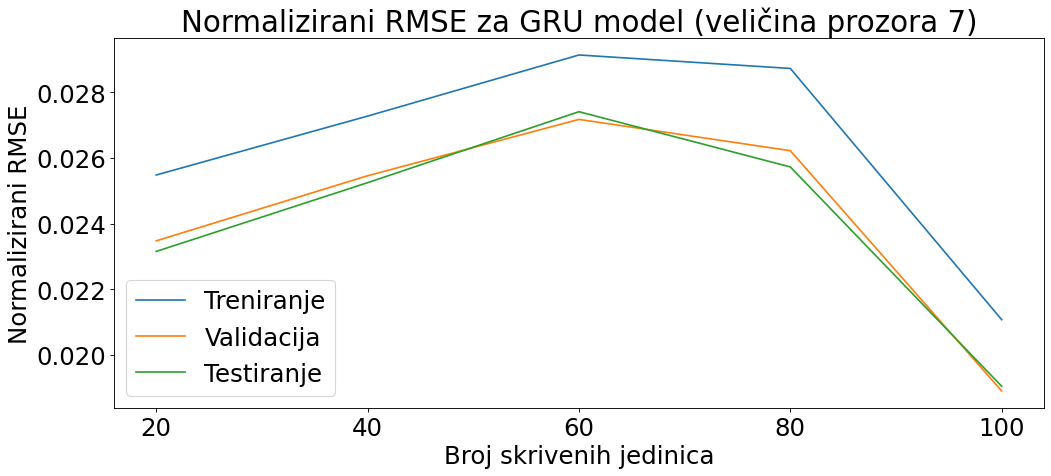 Normalizirani RMSE za GRU model (veličina prozora 7)
Normalizirani RMSE
0.028
0.026
0.024
0.022
0.020
Treniranje
Validacija
Testiranje
20 40 60 80 100
Broj skrivenih jedinica